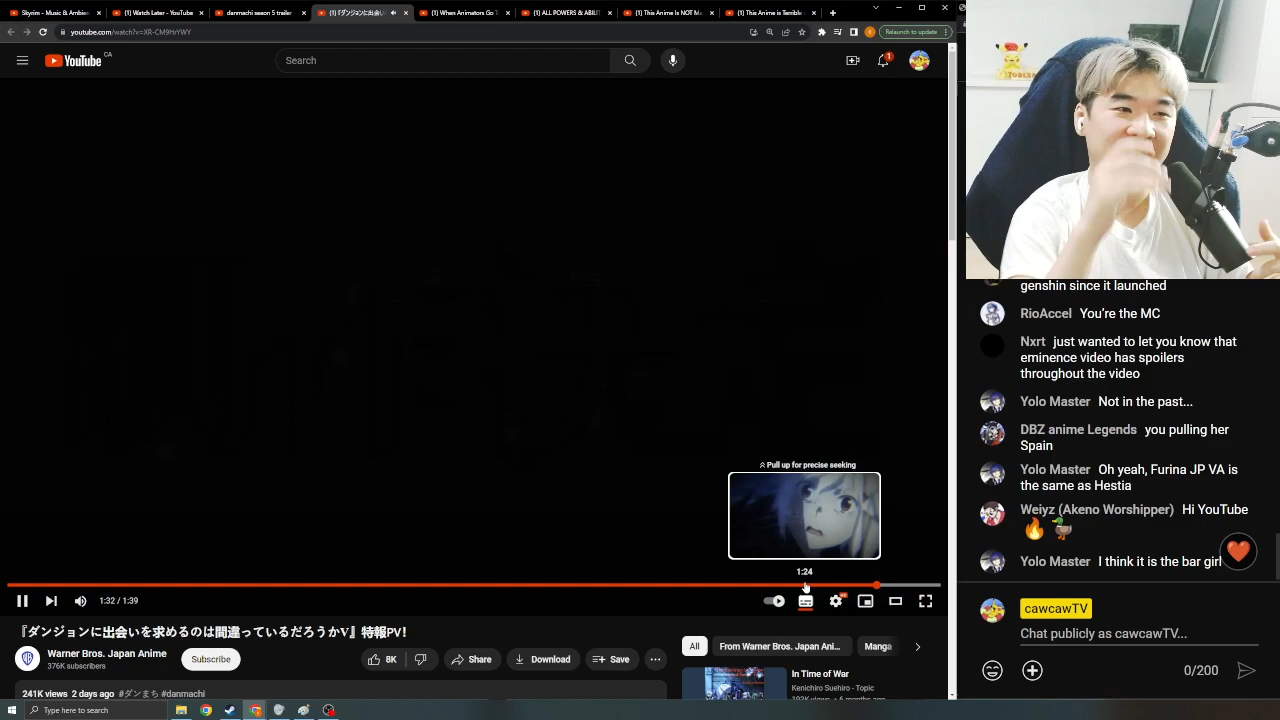 Skyrim - Music & Ambie
(1) Watch Later - YouTube
danmachi season 5 trailer
(1) 『ダンジョンに出会い
(1) When Animators Go
(1) ALL POWERS & ABILIT
(1) This Anime Is NOT M
(1) This Anime is Terrible
youtube.com/watch?v=XR-CM9HrYWY
Relaunch to update
YouTube CA
Search
1
TOBLER
genshin since it launched
RioAccel You're the MC
Nxrt just wanted to let you know that
eminence video has spoilers
throughout the video
Yolo Master Not in the past...
DBZ anime Legends you pulling her
Spain
Yolo Master Oh yeah, Furina JP VA is
the same as Hestia
Weiyz (Akeno Worshipper) Hi YouTube
Yolo Master I think it is the bar girl
Pull up for precise seeking
1:24
1:32 / 1:39
cawcawTV
Chat publicly as cawcawTV...
0/200
『ダンジョンに出会いを求めるのは間違っているだろうかV』特報PV!
Warner Bros. Japan Anime
376K subscribers
Subscribe
8K
Share
Download
Save
All
From Warner Bros. Japan Ani...
Manga
In Time of War
Kenichiro Suehiro - Topic
193K views • 6 months ago
241K views 2 days ago #ダンまち #danmachi
Type here to search